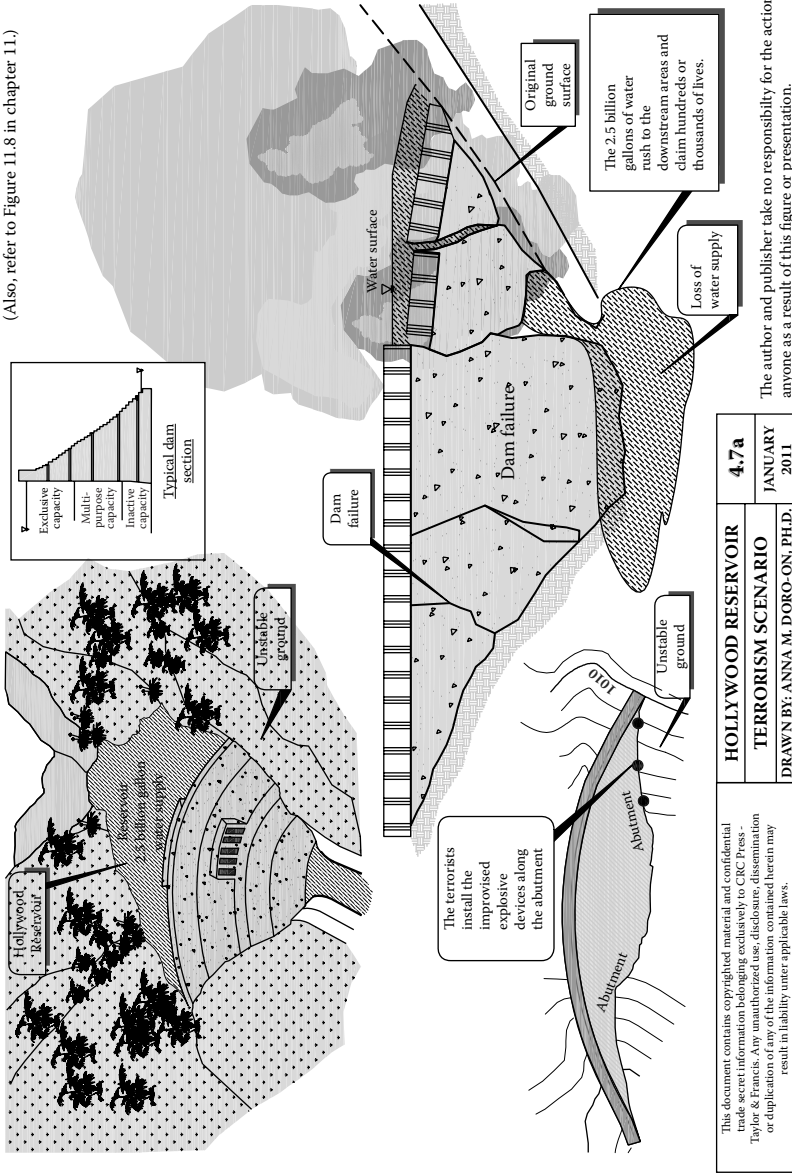 (Also, refer to Figure 11.8 in chapter 11.)
Hollywood
Reservoir
Reservoir
2.5 billion gallon
water supply
Unstable
ground
Exclusive
capacity
Multi-
purpose
capacity
Inactive
capacity
Typical dam
section
Dam
failure
Water surface
Dam failure
Original
ground
surface
The 2.5 billion
gallons of water
rush to the
downstream areas and
claim hundreds or
thousands of lives.
Loss of
water supply
The terrorists
install the
improvised
explosive
devices along
the abutment
Abutment
Abutment
1010
Unstable
ground
This document contains copyrighted material and confidential
trade secret information belonging exclusively to CRC Press -
Taylor & Francis. Any unauthorized use, disclosure, dissemination
or duplication of any of the information contained herein may
result in liability unter applicable laws.
HOLLYWOOD RESERVOIR
TERRORISM SCENARIO
DRAWN BY: ANNA M. DORO-ON, PH.D.
4.7a
JANUARY
2011
The author and publisher take no responsibilty for the action
anyone as a result of this figure or presentation.